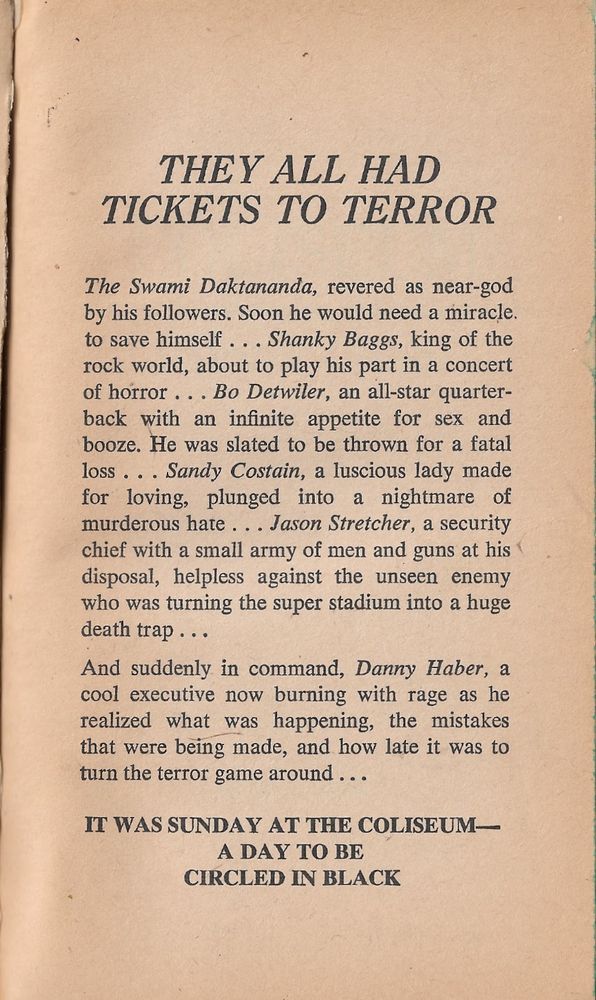 THEY ALL HAD
TICKETS TO TERROR
The Swami Daktananda, revered as near-god
by his followers. Soon he would need a miracle.
to save himself . . . Shanky Baggs, king of the
rock world, about to play his part in a concert
of horror . . . Bo Detwiler, an all-star quarter-
back with an infinite appetite for sex and
booze. He was slated to be thrown for a fatal
loss . . . Sandy Costain, a luscious lady made
for loving, plunged into a nightmare of
murderous hate . . . Jason Stretcher, a security
chief with a small army of men and guns at his
disposal, helpless against the unseen enemy
who was turning the super stadium into a huge
death trap . . .
And suddenly in command, Danny Haber, a
cool executive now burning with rage as he
realized what was happening, the mistakes
that were being made, and how late it was to
turn the terror game around . . .
IT WAS SUNDAY AT THE COLISEUM—
A DAY TO BE
CIRCLED IN BLACK